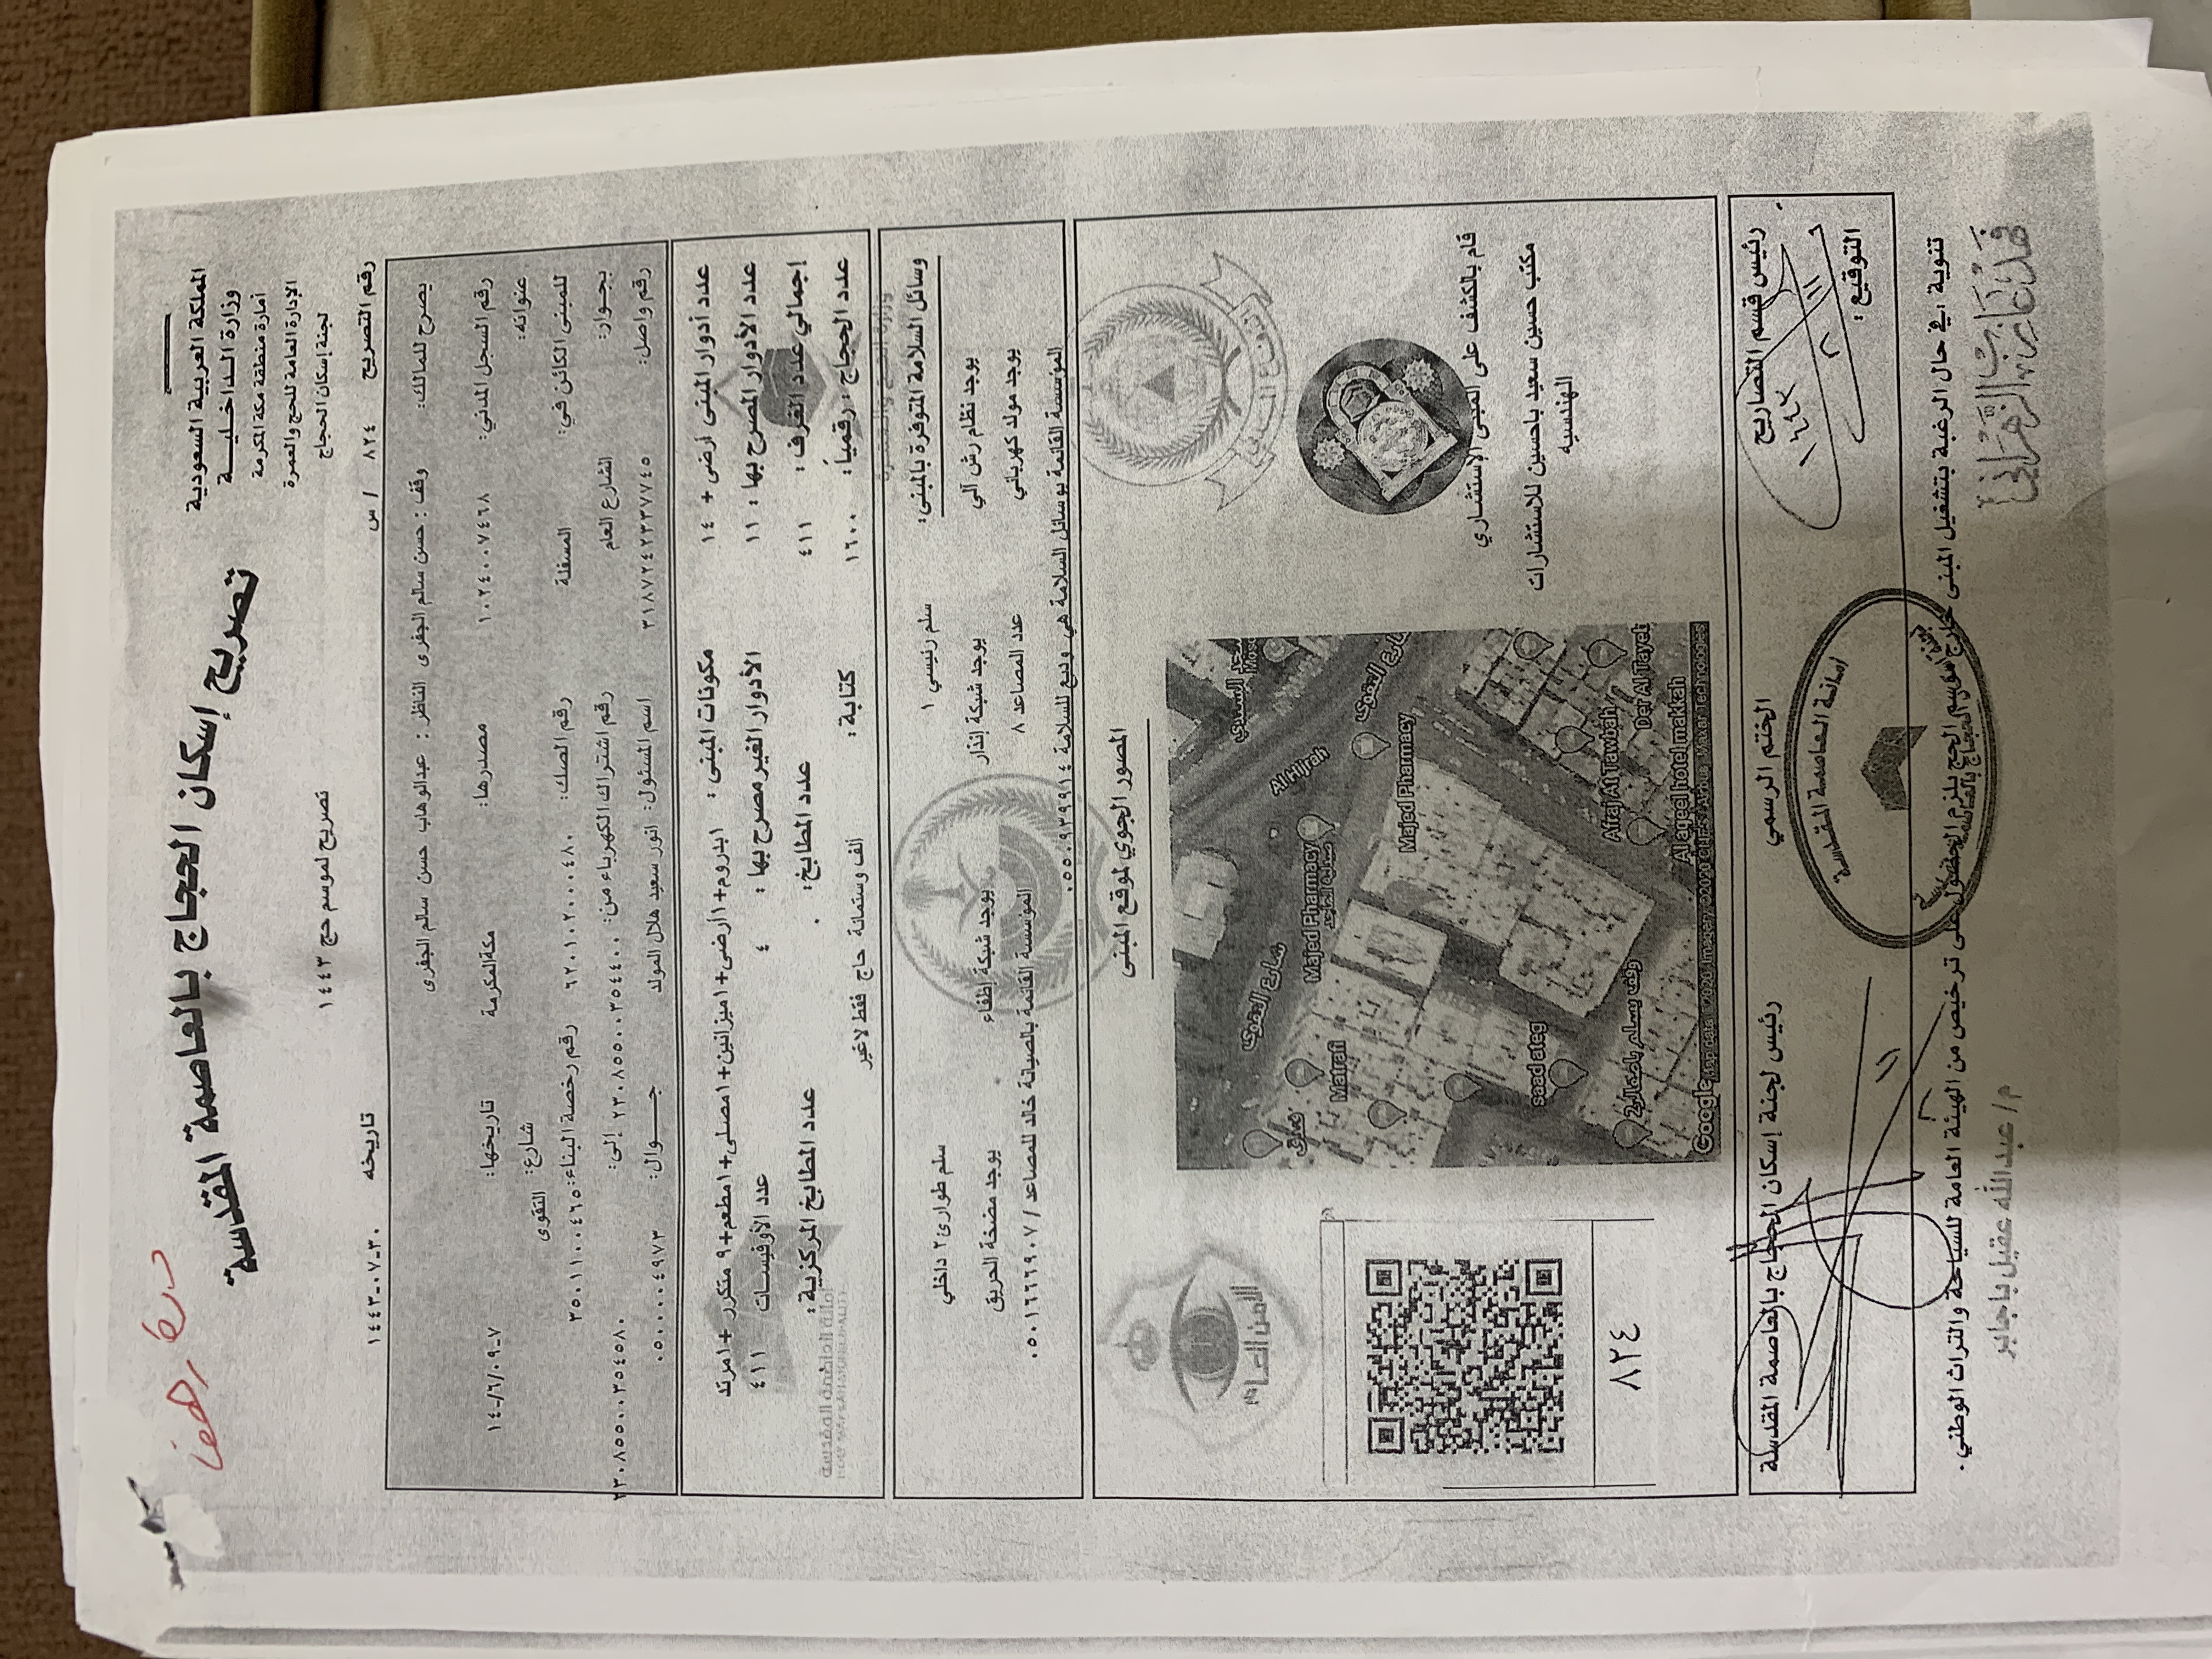 درة رهف
المملكة العربية السعودية
وزارة الداخلية
أمارة منطقة مكة المكرمة
الإدارة العامة للحج والعمرة
لجنة إسكان الحجاج
تصريح إسكان الحجاج بالعاصمة المقدسة
تصريح لموسم حج ١٤٤٣
رقم التصريح ٨٢٤ / س تاريخه ٣٠-٠٧-١٤٤٣
يصرح للمالك: وقف : حسن سالم الجفرى الناظر : عبدالوهاب حسن سالم الجفرى
رقم السجل المدني: ١٠٢٤٠٠٧٤٦٨ مصدرها: مكةالمكرمة تاريخها: ٧-٠٩/٦/-١٤
عنوانه: شارع: التقوى
للمبنى الكائن في: المسفلة رقم الصك: ٦٢٠١٠٢٠٠٠٤٨٠ رقم رخصة البناء: ٣٥٠١١٠٠٤٦٥
بجوار: الشارع العام رقم اشتراك الكهرباء من: ٢٣٠٨٥٥٠٠٣٥٤٤٠٠ إلى: ٢٣٠٨٥٥٠٠٣٥٤٥٨٠
رقم واصل: ٣١٨٧٢٤٢٣٣٧٧٤٥ اسم المسئول: انور سعيد هلال المولد جوال: ٠٥٠٠٠٠٤٩٧٣
عدد أدوار المبنى أرضى + ١٤ مكونات المبنى : ١بدروم+١أرضى+١ميزانين+١مصلى+١مطعم+٩ متكرر +١مرتد
عدد الأدوار المصرح بها : ١١ الأدوار الغير مصرح بها : ٤ عدد الأوفيسات ٤١١
إجمالي عدد الغرف : ٤١١ عدد المطابخ: ٠ عدد المطابخ المركزية:
أمانة العاصمة المقدسة
HOLY MAKKAH MUNICIPALITY
عدد الحجاج : رقمياً: ١٦٠٠ كتابة: ألف وستمائة حاج فقط لاغير
وزارة الحج والعمرة
وسائل السلامة المتوفرة بالمبنى: سلم رئيسي ١ سلم طوارئ٢ داخلي
يوجد نظام رش آلي يوجد شبكة إنذار يوجد شبكة إطفاء يوجد مضخة الحريق
يوجد مولد كهربائي عدد المصاعد ٨ المؤسسة القائمة بالصيانة خالد للمصاعد / ٠٥٠١٦٦٦٩٠٧
المؤسسة القائمة بوسائل السلامة هي وديع للسلامة ٠٥٥٠٩٣٩٩١٤
المصور الجوي لموقع المبنى
الدفاع المدني
الأمن العام
شارع التقوى
جد السندي
Mosq
Al Hijrah
فندق
Matrafi
Majed Pharmacy
صيدلية الماجد
شارع التقوى
Majed Pharmacy
saad ateg
Afraj At Tawbah
وقف يسلم باصفار2
Der Al Tayeb
Al aqeel hotel makkah
Google Map data ©2020 Imagery ©2020 CNES / Airbus, Maxar Technologies
قام بالكشف على المبنى الإستشاري
مكتب حسين سعيد باحسين للاستشارات
الهندسيه
٨٢٤
رئيس قسم التصاريح الختم الرسمي رئيس لجنة إسكان الحجاج بالعاصمة المقدسة
١٤٤٣
١١
٨
التوقيع :
أمانة العاصمة المقدسة
١١
٨
تنوية :في حال الرغبة بتشغيل المبنى خارج موسم الحج يلزم الحصول على ترخيص من الهيئة العامة للسياحة والتراث الوطني .
فهد عازب الزهراني
م/ عبدالله عقيل باجابر